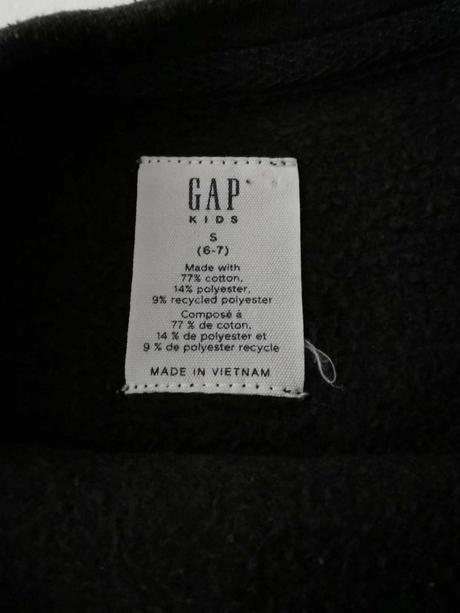 GAP
KIDS
S
(6-7)
Made with
77% cotton,
14% polyester,
9% recycled polyester
Composé à
77 % de coton,
14 % de polyester et
9 % de polyester recycle
MADE IN VIETNAM